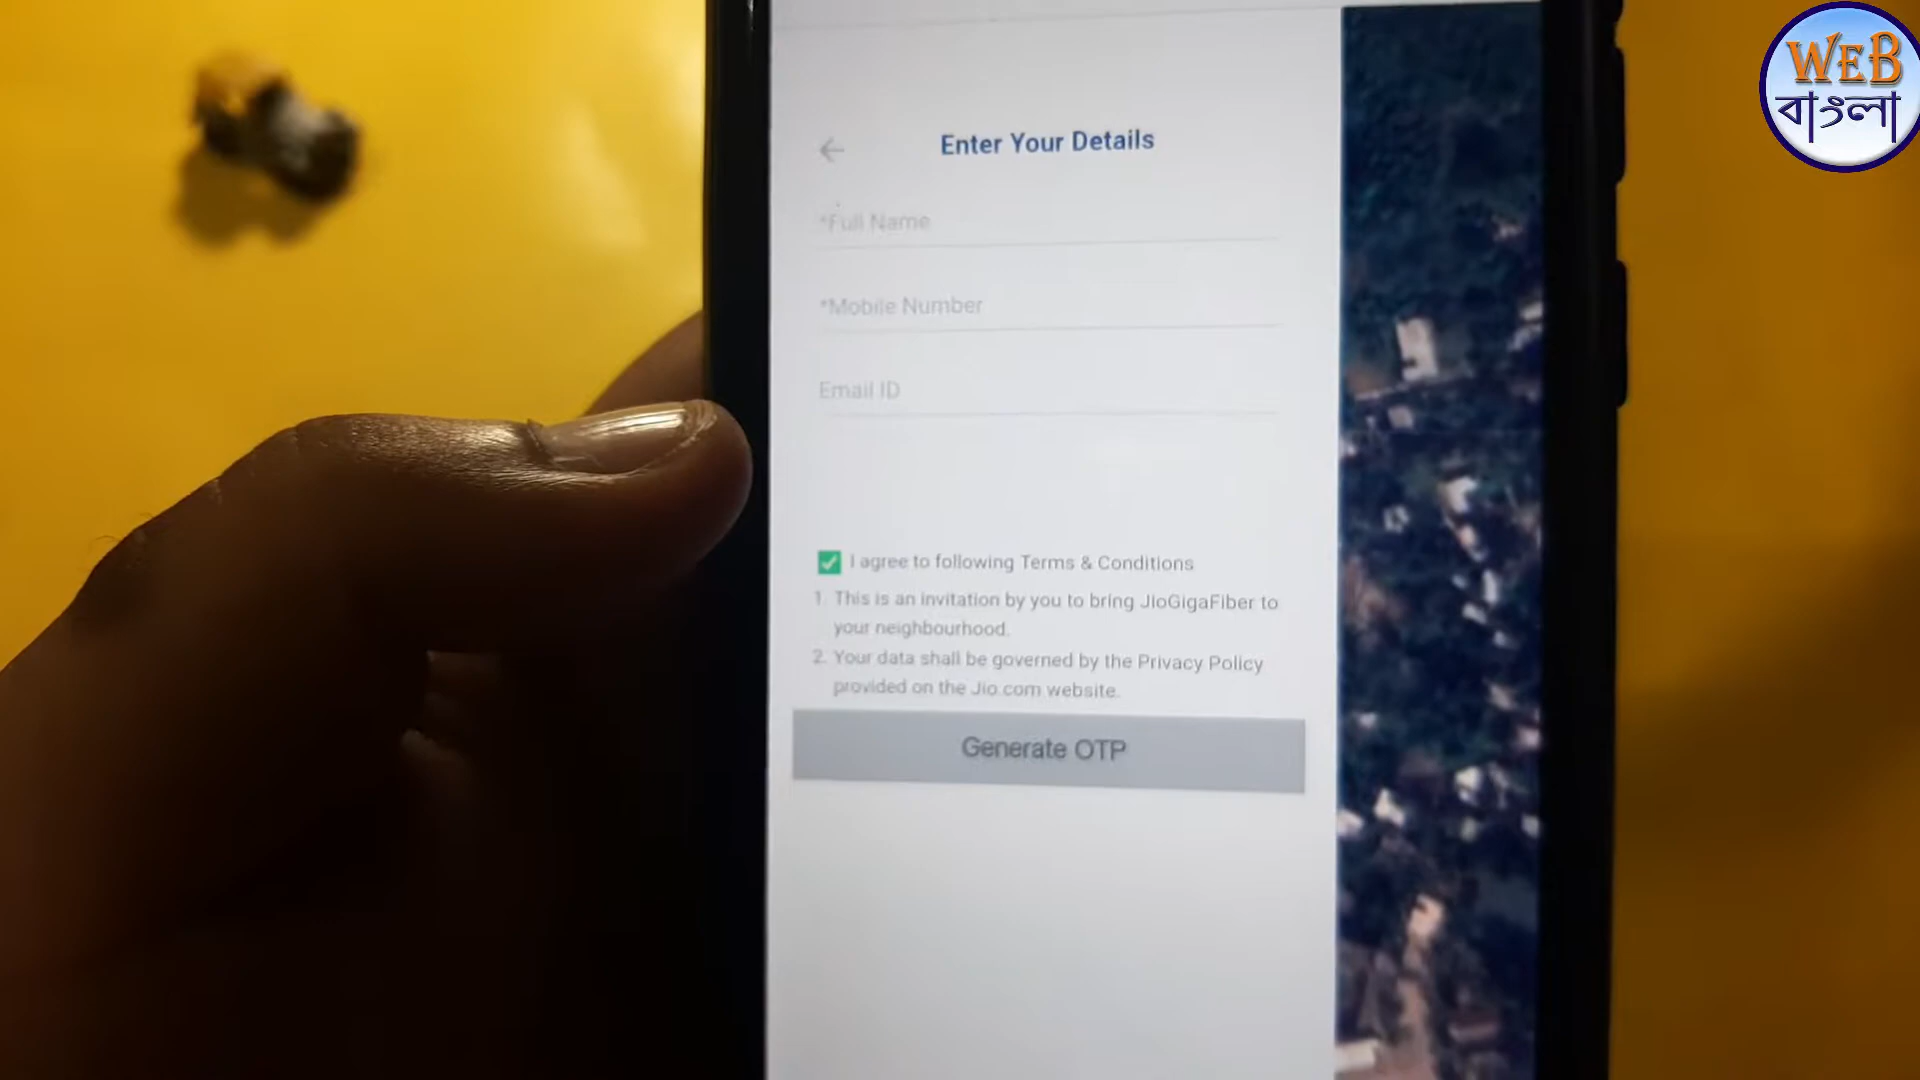 WEB
বাংলা
Enter Your Details
*Full Name
*Mobile Number
Email ID
I agree to following Terms & Conditions
1. This is an invitation by you to bring JioGigaFiber to
your neighbourhood.
2. Your data shall be governed by the Privacy Policy
provided on the Jio.com website.
Generate OTP